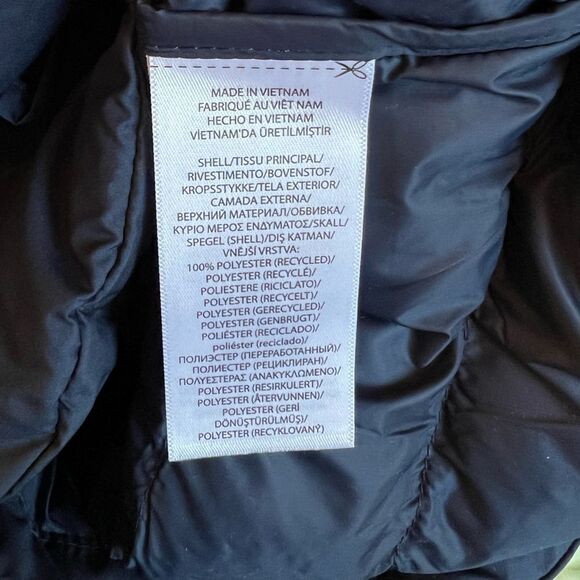 MADE IN VIETNAM
FABRIQUÉ AU VIÊT NAM
HECHO EN VIETNAM
VIETNAM'DA ÜRETİLMİŞTİR
SHELL/TISSU PRINCIPAL/
RIVESTIMENTO/BOVENSTOF/
KROPSSTYKKE/TELA EXTERIOR/
CAMADA EXTERNA/
ВЕРХНИЙ МАТЕРИАЛ/ОБВИВКА/
ΚΥΡΙΟ ΜΕΡΟΣ ΕΝΔΥΜΑΤΟΣ/SKALL/
SPEGEL (SHELL)/DIŞ KATMAN/
VNĚJŠÍ VRSTVA:
100% POLYESTER (RECYCLED)/
POLYESTER (RECYCLÉ)/
POLIESTERE (RICICLATO)/
POLYESTER (RECYCELT)/
POLYESTER (GERECYCLED)/
POLYESTER (GENBRUGT)/
POLIÉSTER (RECICLADO)/
poliéster (reciclado)/
ПОЛИЭСТЕР (ПЕРЕРАБОТАННЫЙ)/
ПОЛИЕСТЕР (РЕЦИКЛИРАН)/
ΠΟΛΥΕΣΤΕΡΑΣ (ΑΝΑΚΥΚΛΩΜΕΝΟ)/
POLYESTER (RESIRKULERT)/
POLYESTER (ÅTERVUNNEN)/
POLYESTER (GERİ
DÖNÜŞTÜRÜLMÜŞ)/
POLYESTER (RECYKLOVANÝ)